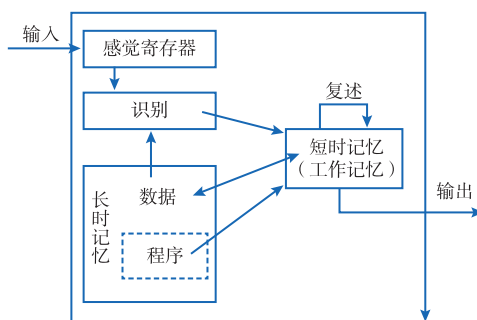 输入
感觉寄存器
识别
复述
短时记忆
（工作记忆）
输出
长时记忆
数据
程序